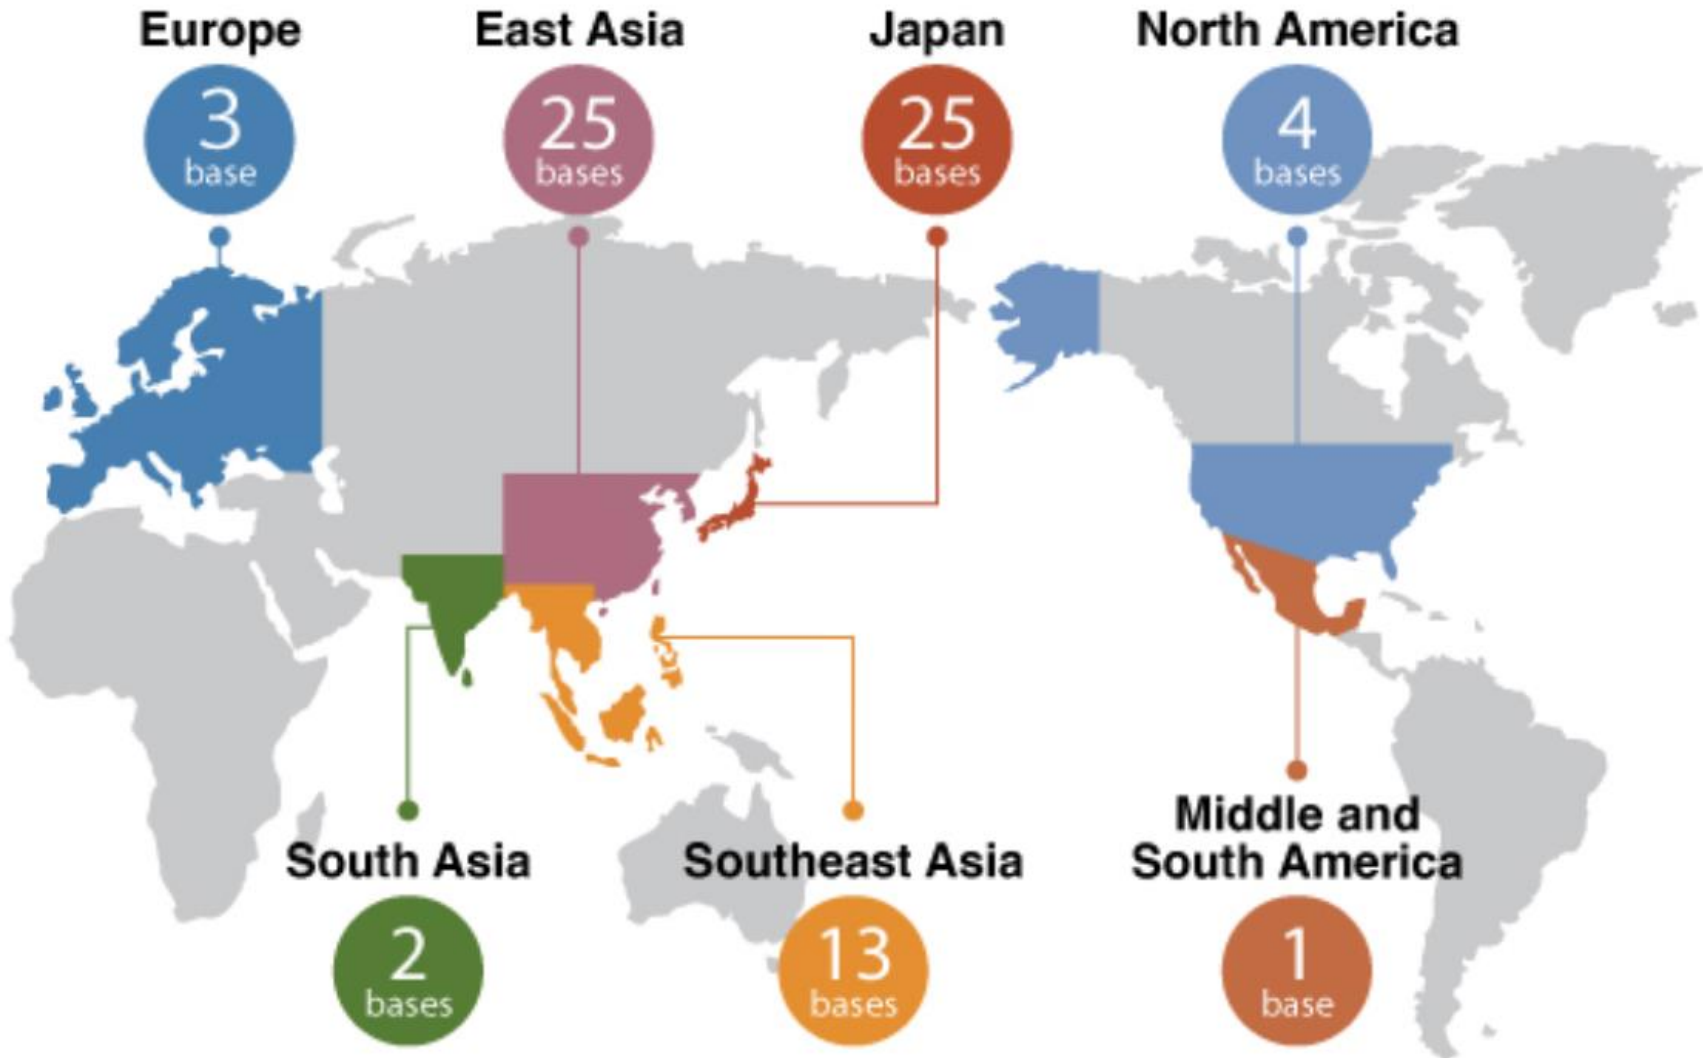 Europe
3
base
East Asia
25
bases
Japan
25
bases
North America
4
bases
South Asia
2
bases
Southeast Asia
13
bases
Middle and
South America
1
base